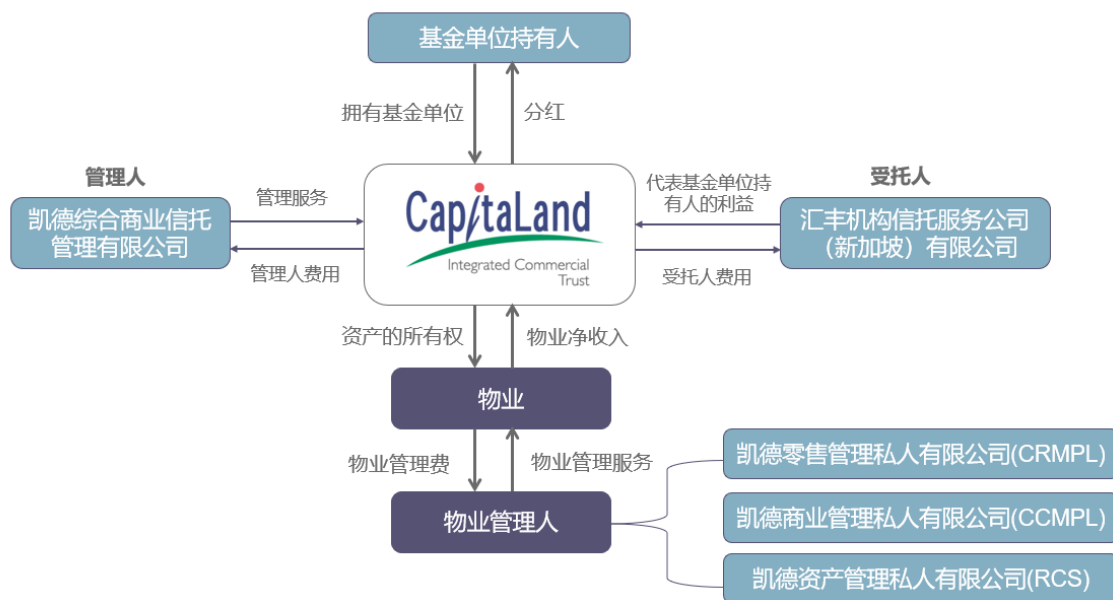 基金单位持有人
拥有基金单位
分红
管理人
凯德综合商业信托
管理有限公司
管理服务
管理人费用
CapitaLand
Integrated Commercial
Trust
代表基金单位持
有人的利益
受托人费用
受托人
汇丰机构信托服务公司
（新加坡）有限公司
资产的所有权
物业净收入
物业
物业管理费
物业管理服务
物业管理人
凯德零售管理私人有限公司(CRMPL)
凯德商业管理私人有限公司(CCMPL)
凯德资产管理私人有限公司(RCS)